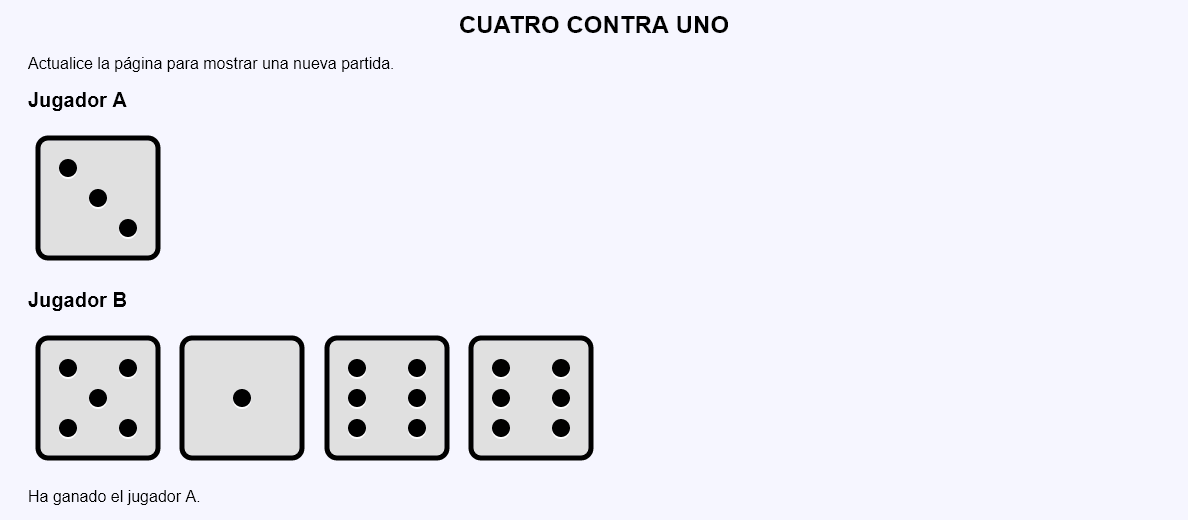 CUATRO CONTRA UNO
Actualice la página para mostrar una nueva partida.
Jugador A
Jugador B
Ha ganado el jugador A.